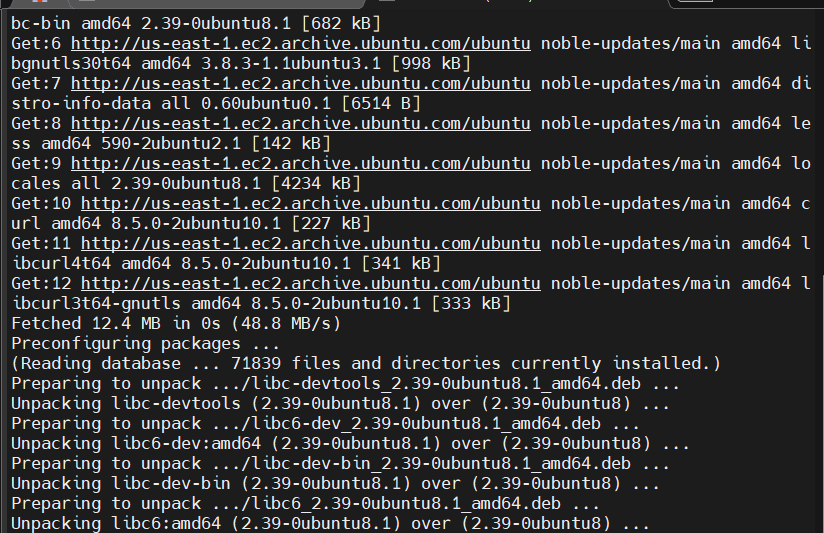 bc-bin amd64 2.39-0ubuntu8.1 [682 kB]
Get:6 http://us-east-1.ec2.archive.ubuntu.com/ubuntu noble-updates/main amd64 li
bgnutls30t64 amd64 3.8.3-1.1ubuntu3.1 [998 kB]
Get:7 http://us-east-1.ec2.archive.ubuntu.com/ubuntu noble-updates/main amd64 di
stro-info-data all 0.60ubuntu0.1 [6514 B]
Get:8 http://us-east-1.ec2.archive.ubuntu.com/ubuntu noble-updates/main amd64 le
ss amd64 590-2ubuntu2.1 [142 kB]
Get:9 http://us-east-1.ec2.archive.ubuntu.com/ubuntu noble-updates/main amd64 lo
cales all 2.39-0ubuntu8.1 [4234 kB]
Get:10 http://us-east-1.ec2.archive.ubuntu.com/ubuntu noble-updates/main amd64 c
url amd64 8.5.0-2ubuntu10.1 [227 kB]
Get:11 http://us-east-1.ec2.archive.ubuntu.com/ubuntu noble-updates/main amd64 l
ibcurl4t64 amd64 8.5.0-2ubuntu10.1 [341 kB]
Get:12 http://us-east-1.ec2.archive.ubuntu.com/ubuntu noble-updates/main amd64 l
ibcurl3t64-gnutls amd64 8.5.0-2ubuntu10.1 [333 kB]
Fetched 12.4 MB in 0s (48.8 MB/s)
Preconfiguring packages ...
(Reading database ... 71839 files and directories currently installed.)
Preparing to unpack .../libc-devtools_2.39-0ubuntu8.1_amd64.deb ...
Unpacking libc-devtools (2.39-0ubuntu8.1) over (2.39-0ubuntu8) ...
Preparing to unpack .../libc6-dev_2.39-0ubuntu8.1_amd64.deb ...
Unpacking libc6-dev:amd64 (2.39-0ubuntu8.1) over (2.39-0ubuntu8) ...
Preparing to unpack .../libc-dev-bin_2.39-0ubuntu8.1_amd64.deb ...
Unpacking libc-dev-bin (2.39-0ubuntu8.1) over (2.39-0ubuntu8) ...
Preparing to unpack .../libc6_2.39-0ubuntu8.1_amd64.deb ...
Unpacking libc6:amd64 (2.39-0ubuntu8.1) over (2.39-0ubuntu8) ...